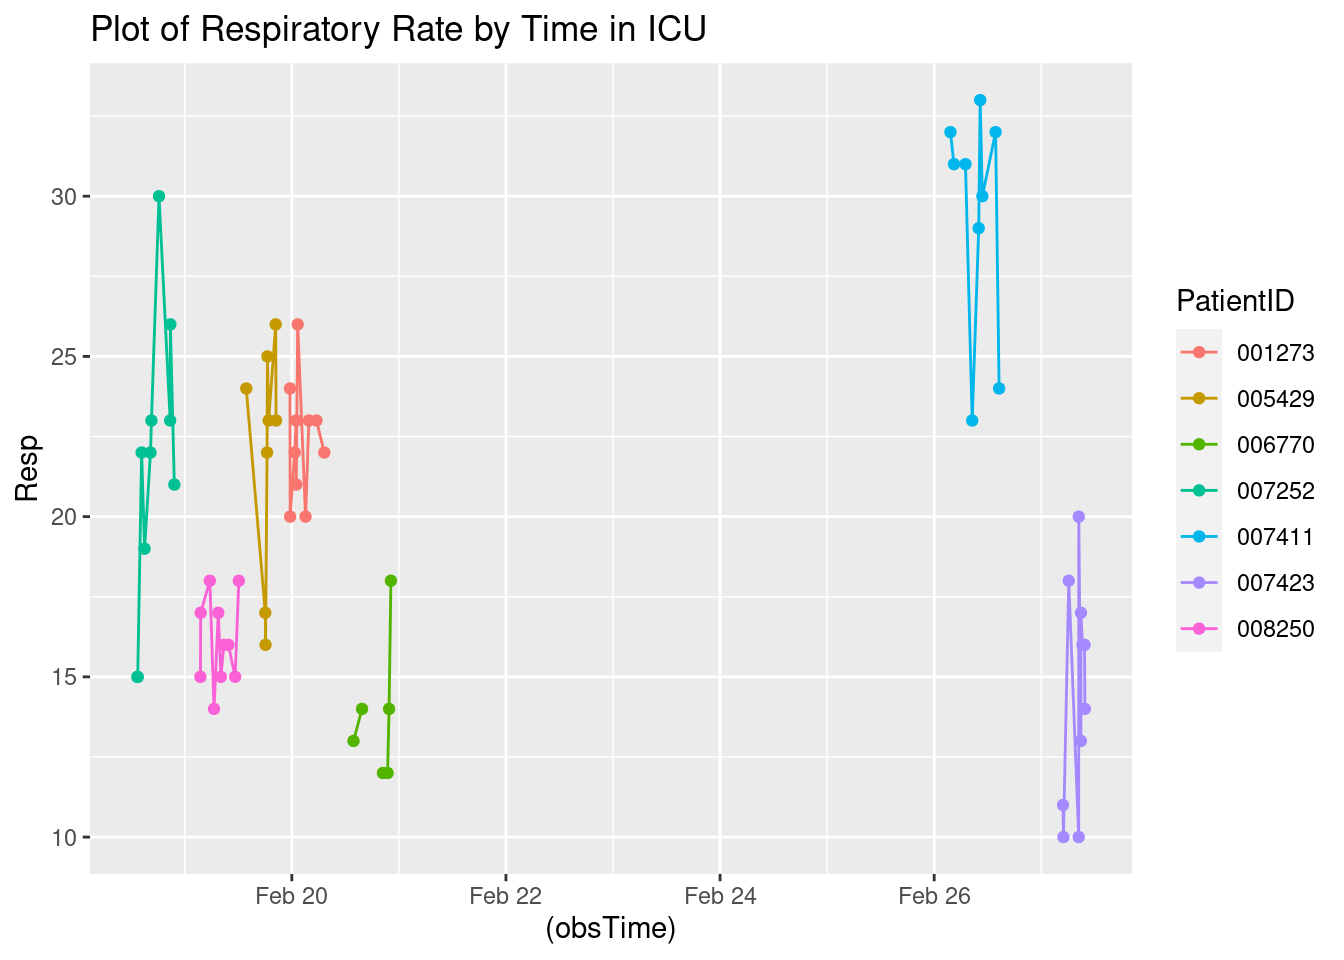 Plot of Respiratory Rate by Time in ICU
30
25
20
15
10
Resp
Feb 20 Feb 22 Feb 24 Feb 26
(obsTime)
PatientID
001273
005429
006770
007252
007411
007423
008250